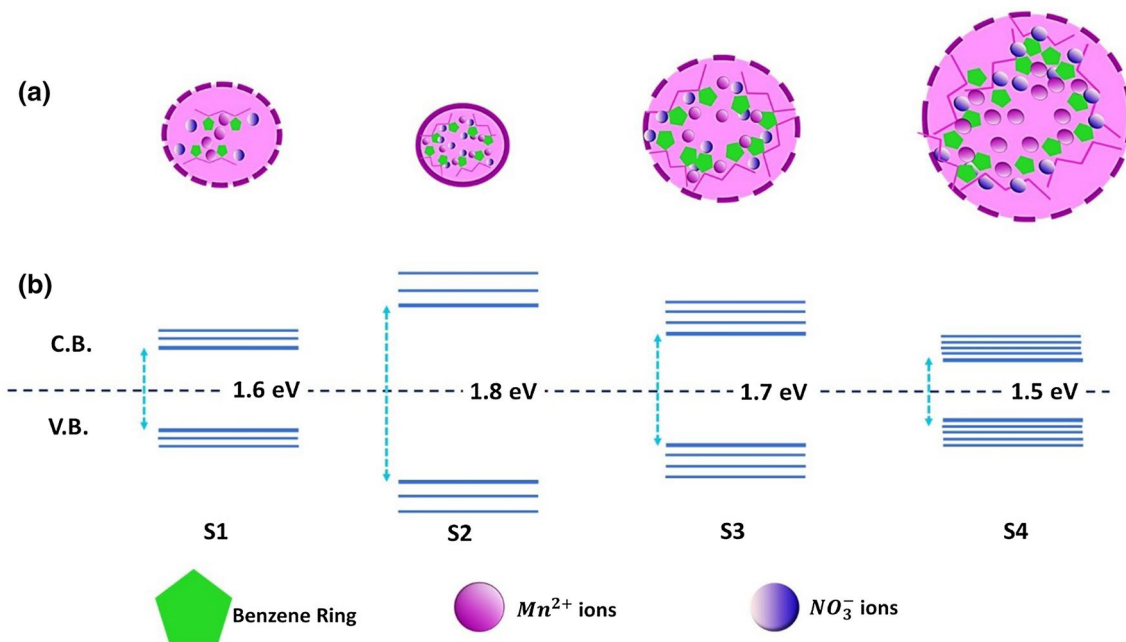 (a)
(b)
C.B.
1.6 eV
1.8 eV
1.7 eV
1.5 eV
V.B.
S1
S2
S3
S4
Benzene Ring
Mn²⁺ ions
NO₃⁻ ions